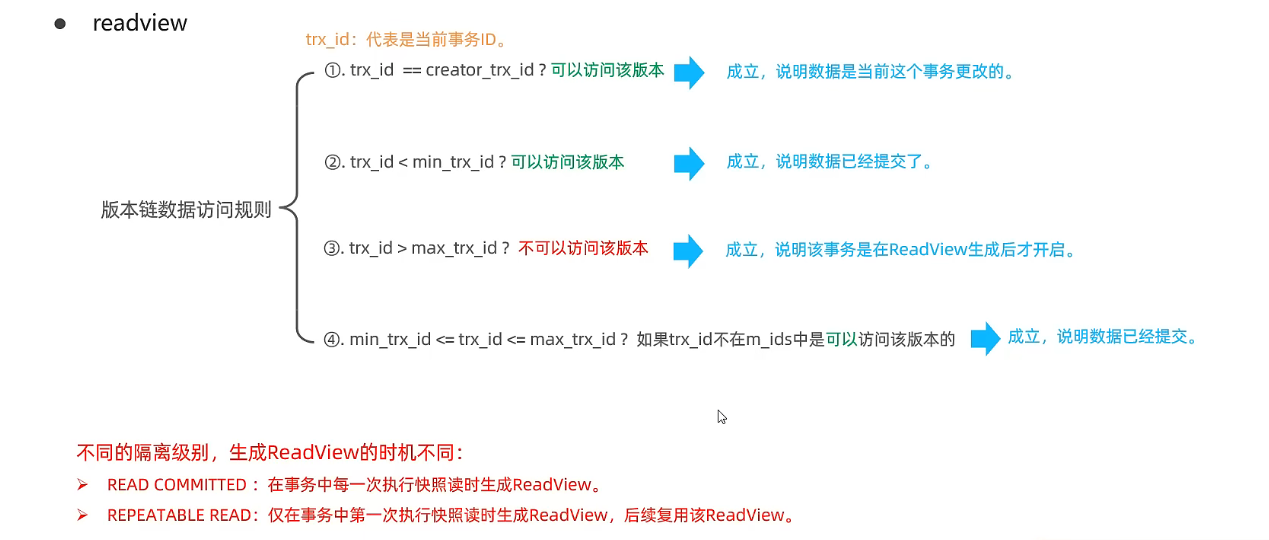 ● readview
trx_id：代表是当前事务ID。
①. trx_id == creator_trx_id ? 可以访问该版本 成立，说明数据是当前这个事务更改的。
②. trx_id < min_trx_id ? 可以访问该版本 成立，说明数据已经提交了。
版本链数据访问规则
③. trx_id > max_trx_id ? 不可以访问该版本 成立，说明该事务是在ReadView生成后才开启。
④. min_trx_id <= trx_id <= max_trx_id ? 如果trx_id不在m_ids中是可以访问该版本的 成立，说明数据已经提交。
不同的隔离级别，生成ReadView的时机不同：
➢ READ COMMITTED ：在事务中每一次执行快照读时生成ReadView。
➢ REPEATABLE READ：仅在事务中第一次执行快照读时生成ReadView，后续复用该ReadView。